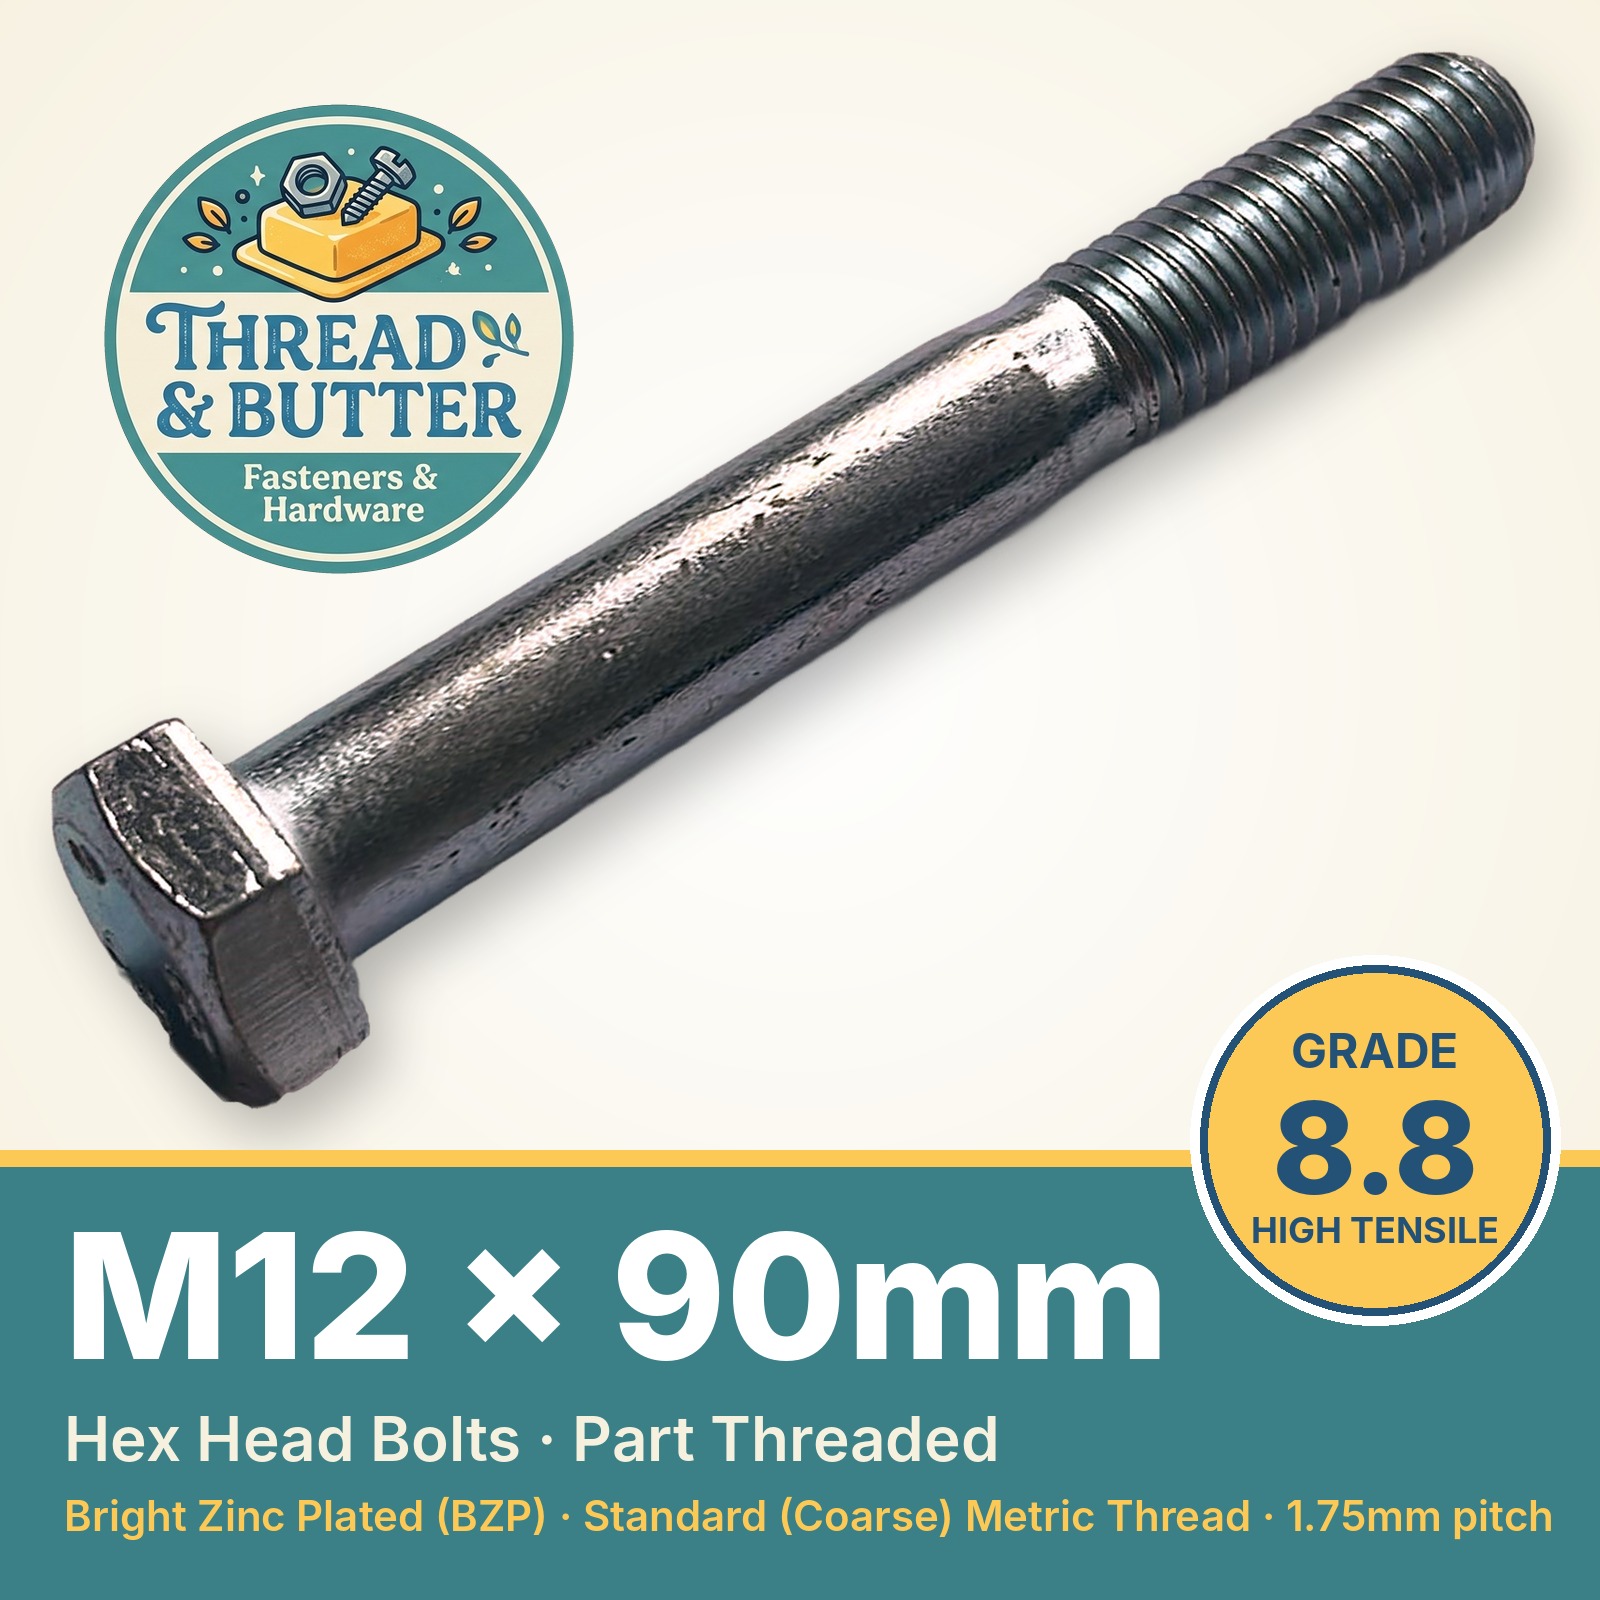 THREAD
& BUTTER
Fasteners &
Hardware
GRADE
8.8
HIGH TENSILE
M12 × 90mm
Hex Head Bolts · Part Threaded
Bright Zinc Plated (BZP) · Standard (Coarse) Metric Thread · 1.75mm pitch